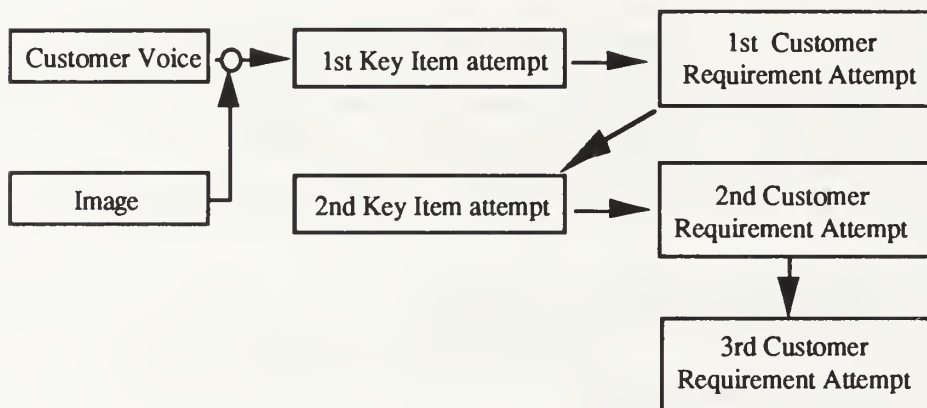 Customer Voice
1st Key Item attempt
1st Customer
Requirement Attempt
Image
2nd Key Item attempt
2nd Customer
Requirement Attempt
3rd Customer
Requirement Attempt